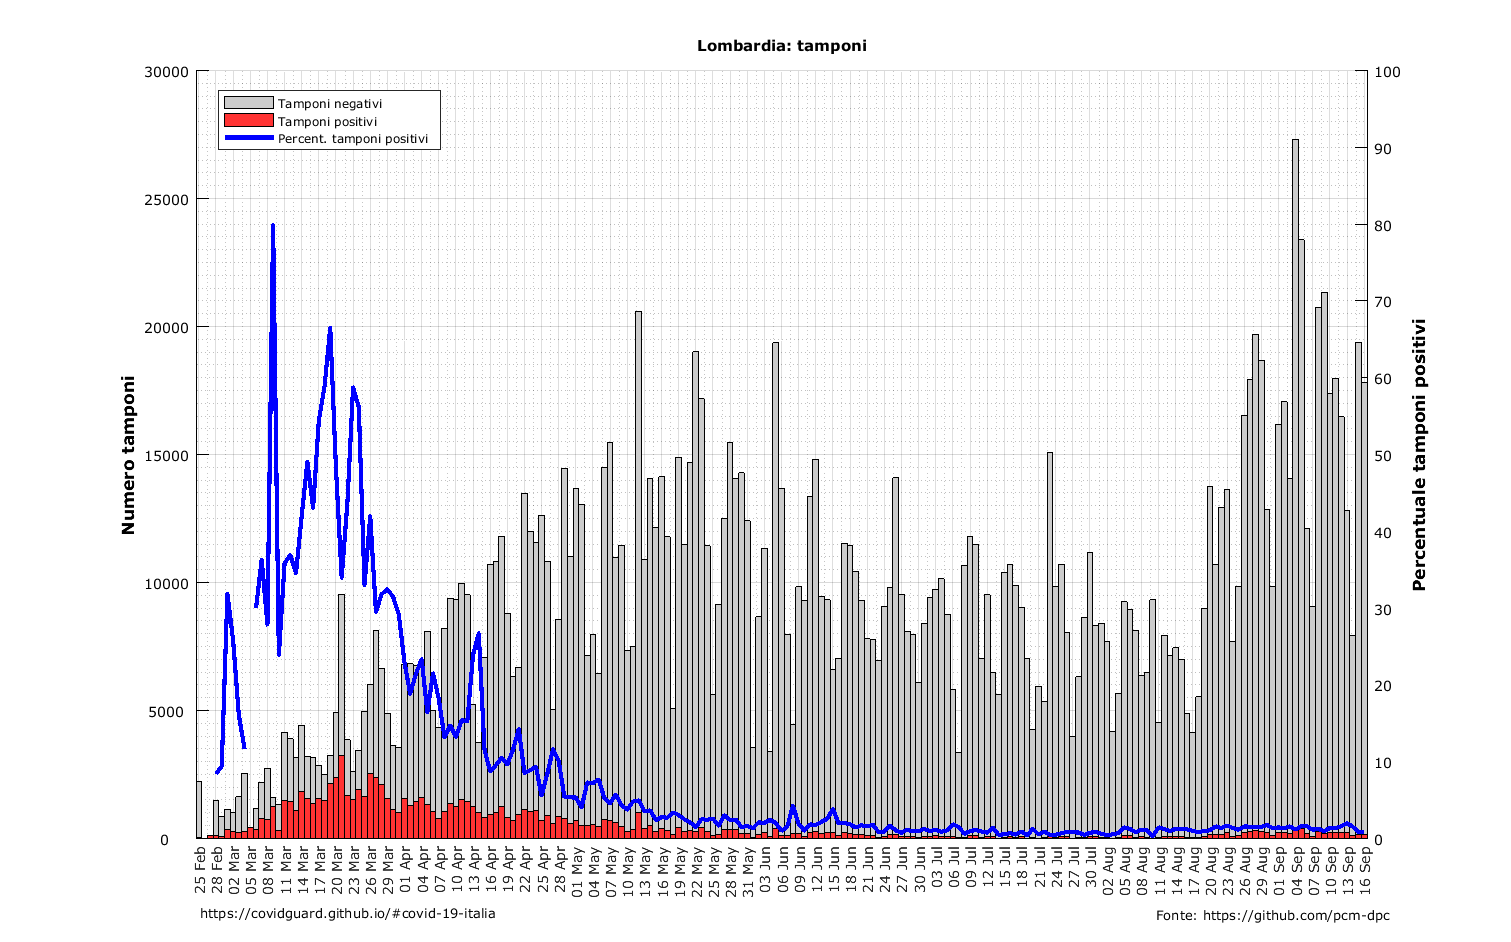 Lombardia: tamponi
30000
25000
20000
15000
10000
5000
0
Numero tamponi
Tamponi negativi
Tamponi positivi
Percent. tamponi positivi
100
90
80
70
60
50
40
30
20
10
0
Percentuale tamponi positivi
25 Feb
28 Feb
02 Mar
05 Mar
08 Mar
11 Mar
14 Mar
17 Mar
20 Mar
23 Mar
26 Mar
29 Mar
01 Apr
04 Apr
07 Apr
10 Apr
13 Apr
16 Apr
19 Apr
22 Apr
25 Apr
28 Apr
01 May
04 May
07 May
10 May
13 May
16 May
19 May
22 May
25 May
28 May
31 May
03 Jun
06 Jun
09 Jun
12 Jun
15 Jun
18 Jun
21 Jun
24 Jun
27 Jun
30 Jun
03 Jul
06 Jul
09 Jul
12 Jul
15 Jul
18 Jul
21 Jul
24 Jul
27 Jul
30 Jul
02 Aug
05 Aug
08 Aug
11 Aug
14 Aug
17 Aug
20 Aug
23 Aug
26 Aug
29 Aug
01 Sep
04 Sep
07 Sep
10 Sep
13 Sep
16 Sep
https://covidguard.github.io/#covid-19-italia
Fonte: https://github.com/pcm-dpc